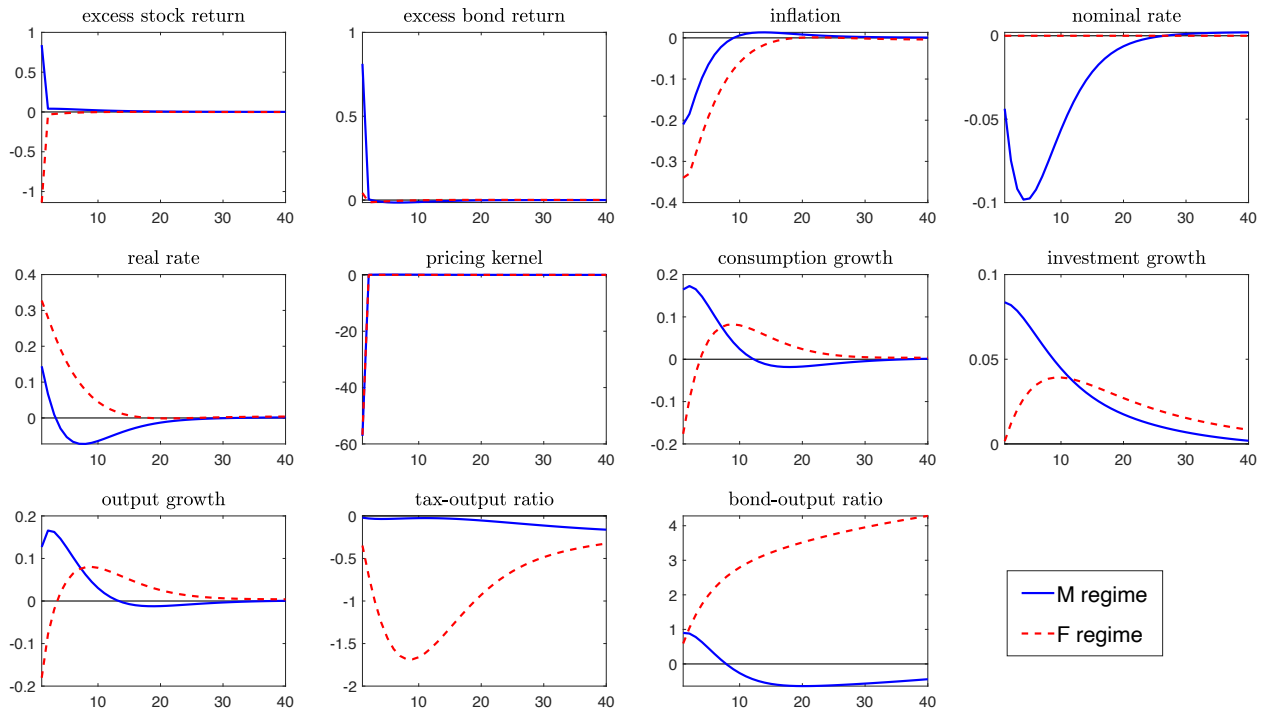 excess stock return
1
0.5
0
-0.5
-1
10 20 30 40
excess bond return
1
0.5
0
10 20 30 40
inflation
0
-0.1
-0.2
-0.3
-0.4
10 20 30 40
nominal rate
0
-0.05
-0.1
10 20 30 40
real rate
0.4
0.3
0.2
0.1
0
10 20 30 40
pricing kernel
0
-20
-40
-60
10 20 30 40
consumption growth
0.2
0.1
0
-0.1
-0.2
10 20 30 40
investment growth
0.1
0.05
0
10 20 30 40
output growth
0.2
0.1
0
-0.1
-0.2
10 20 30 40
tax-output ratio
0
-0.5
-1
-1.5
-2
10 20 30 40
bond-output ratio
4
3
2
1
0
10 20 30 40
M regime
F regime